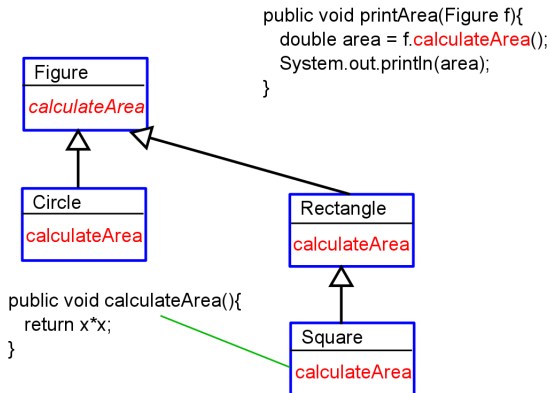 public void printArea(Figure f){
double area = f.calculateArea();
System.out.println(area);
}
Figure
calculateArea
Circle
calculateArea
Rectangle
calculateArea
public void calculateArea(){
return x*x;
}
Square
calculateArea